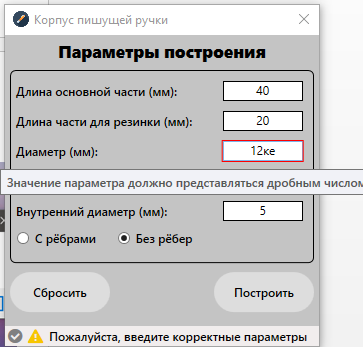 Корпус пишущей ручки
Параметры построения
Длина основной части (мм): 40
Длина части для резинки (мм): 20
Диаметр (мм): 12ке
Значение параметра должно представляться дробным числом
Внутренний диаметр (мм): 5
С рёбрами Без рёбер
Сбросить Построить
Пожалуйста, введите корректные параметры